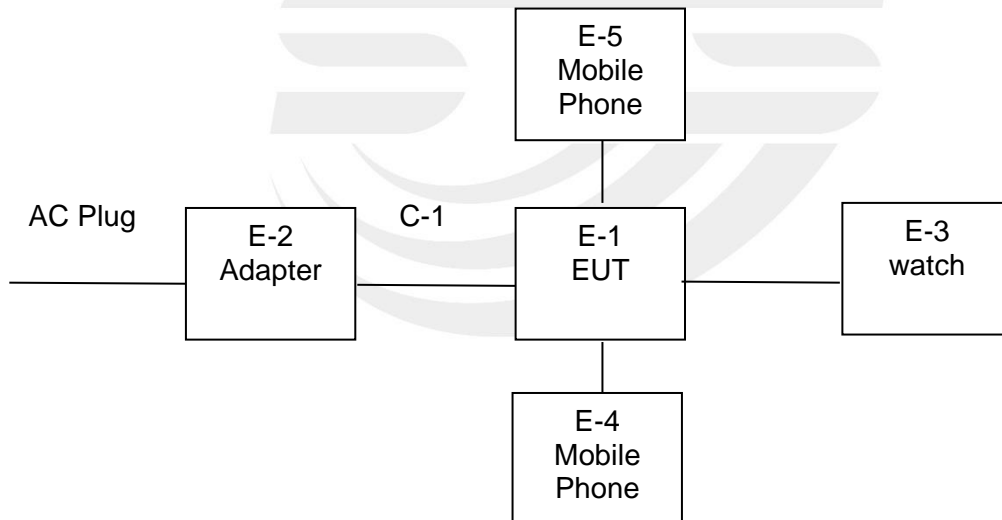 E-5
Mobile
Phone
AC Plug
E-2
Adapter
C-1
E-1
EUT
E-3
watch
E-4
Mobile
Phone